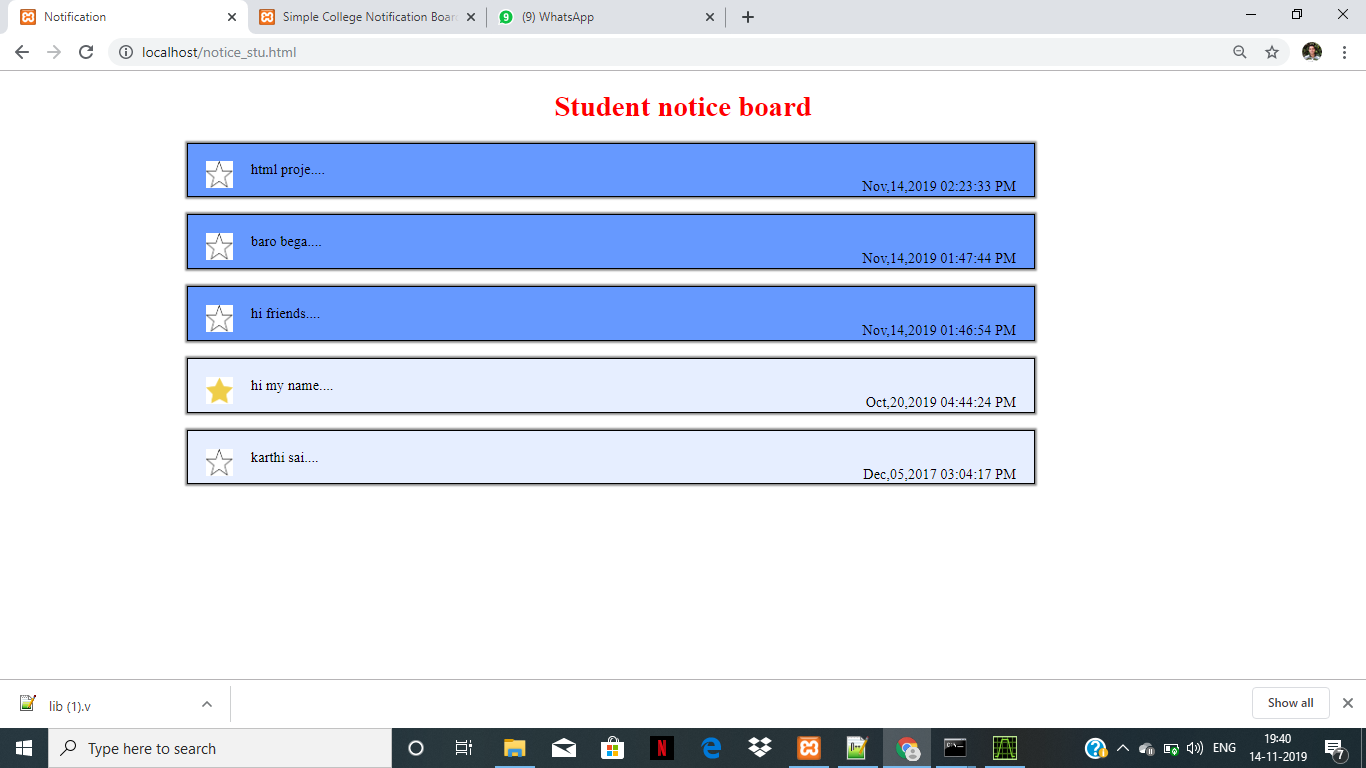 Notification
Simple College Notification Boar
(9) WhatsApp
localhost/notice_stu.html
Student notice board
html proje....
Nov,14,2019 02:23:33 PM
baro bega....
Nov,14,2019 01:47:44 PM
hi friends....
Nov,14,2019 01:46:54 PM
hi my name....
Oct,20,2019 04:44:24 PM
karthi sai....
Dec,05,2017 03:04:17 PM
lib (1).v
Show all
Type here to search
ENG
19:40
14-11-2019
7